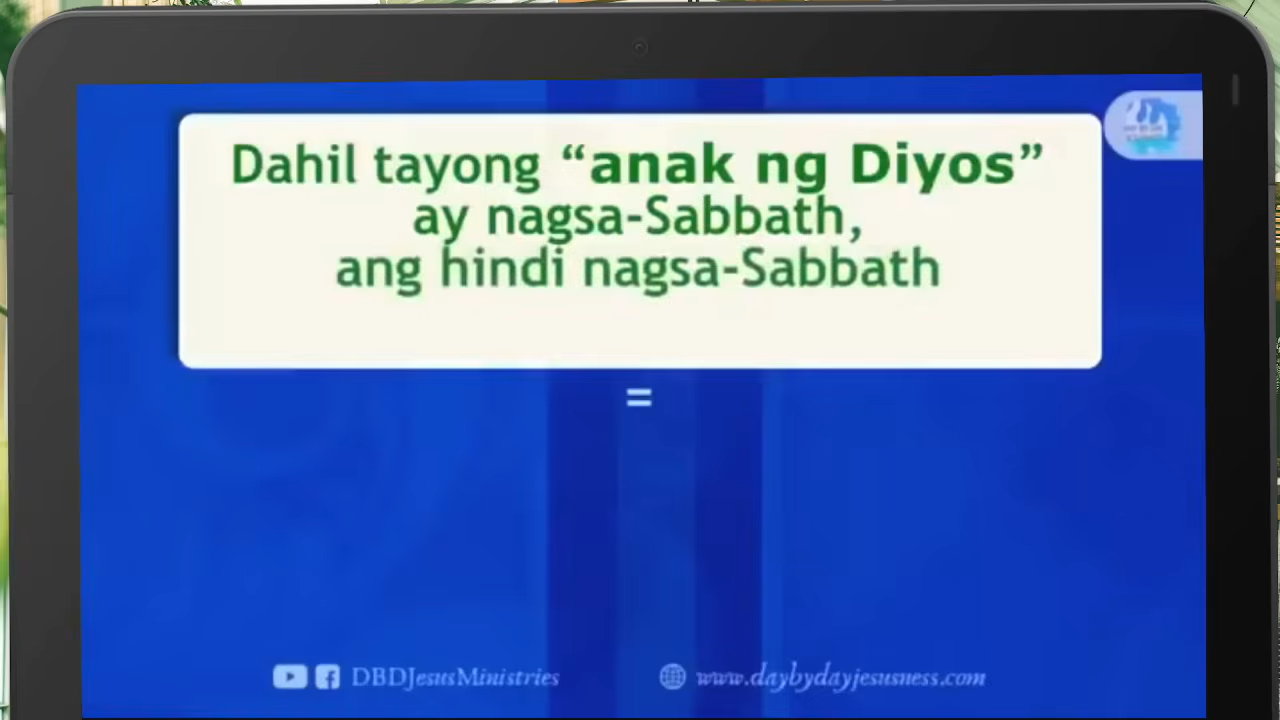 Dahil tayong “anak ng Diyos”
ay nagsa-Sabbath,
ang hindi nagsa-Sabbath
=
DBDJesusMinistries
www.daybydayjesusness.com